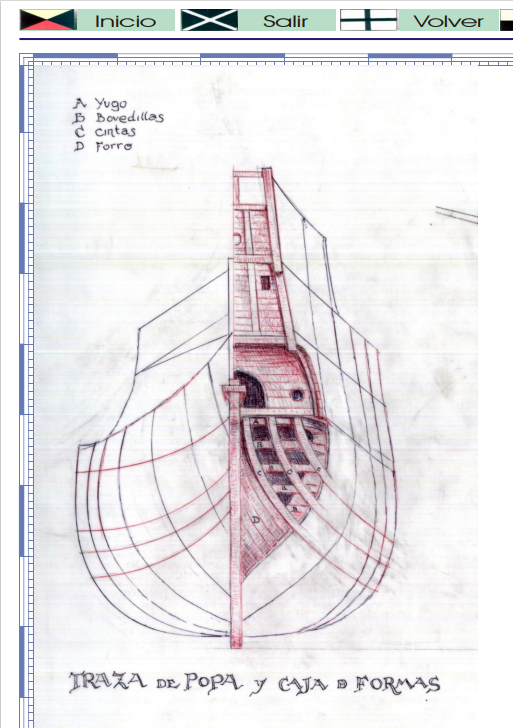 Inicio Salir Volver
A Yugo
B Bovedillas
C cintas
D Forro
A
B
C
C
C
A
B
D
TRAZA DE POPA Y CAJA D FORMAS